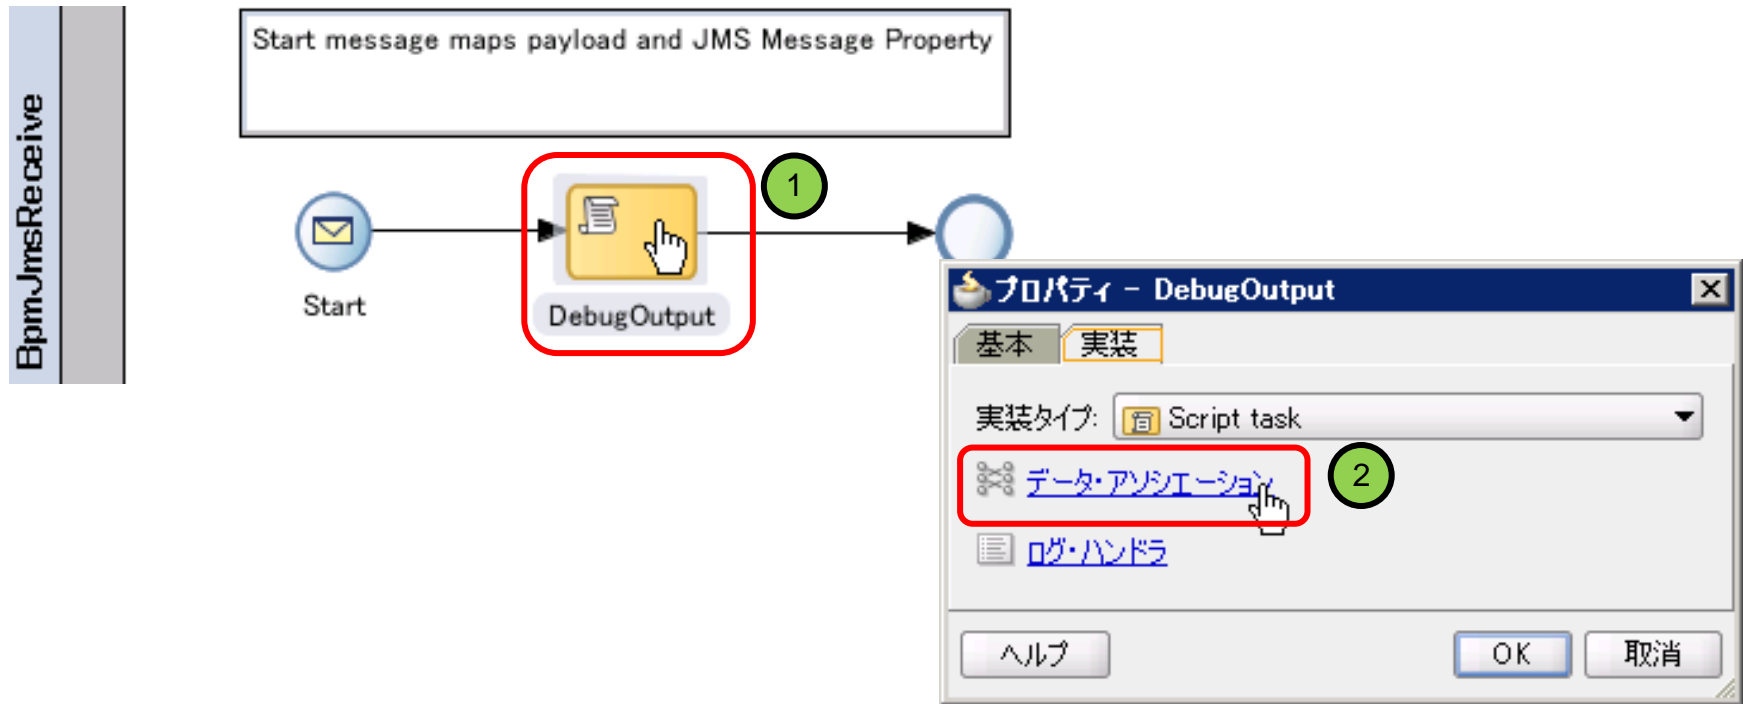 BpmJmsReceive
Start message maps payload and JMS Message Property
1
Start
DebugOutput
プロパティ - DebugOutput
基本 実装
実装タイプ: Script task
データ・アソシエーション
2
ログ・ハンドラ
ヘルプ OK 取消